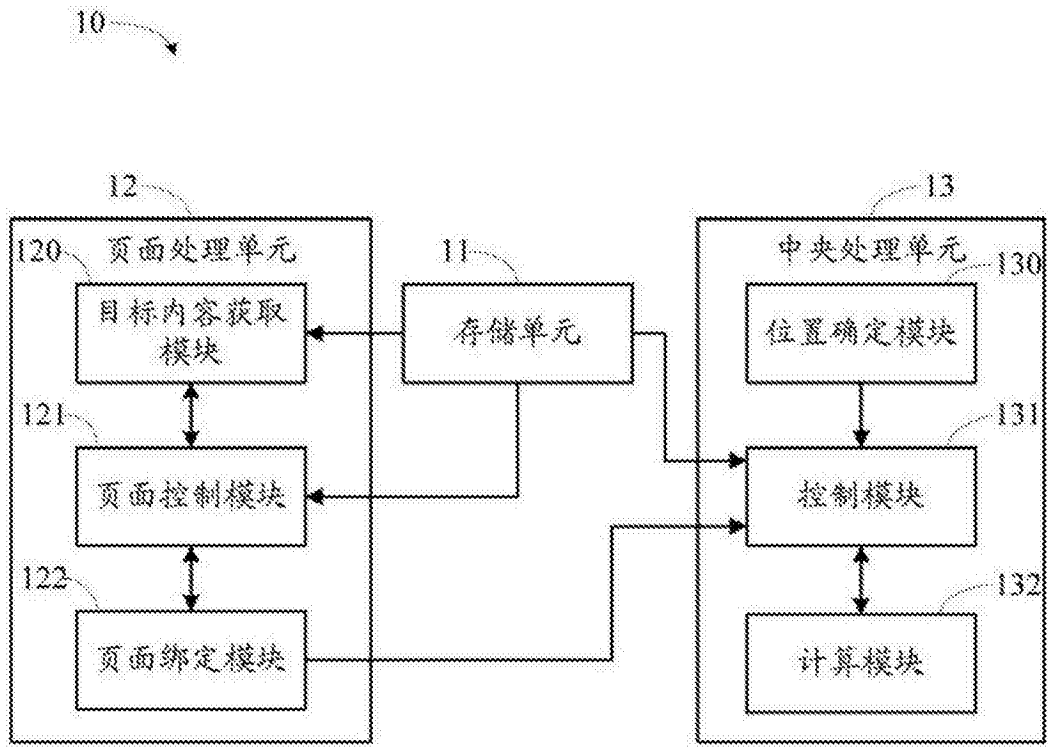 10
12
13
页面处理单元
11
中央处理单元
120
130
目标内容获取
模块
存储单元
位置确定模块
121
131
页面控制模块
控制模块
122
132
页面绑定模块
计算模块